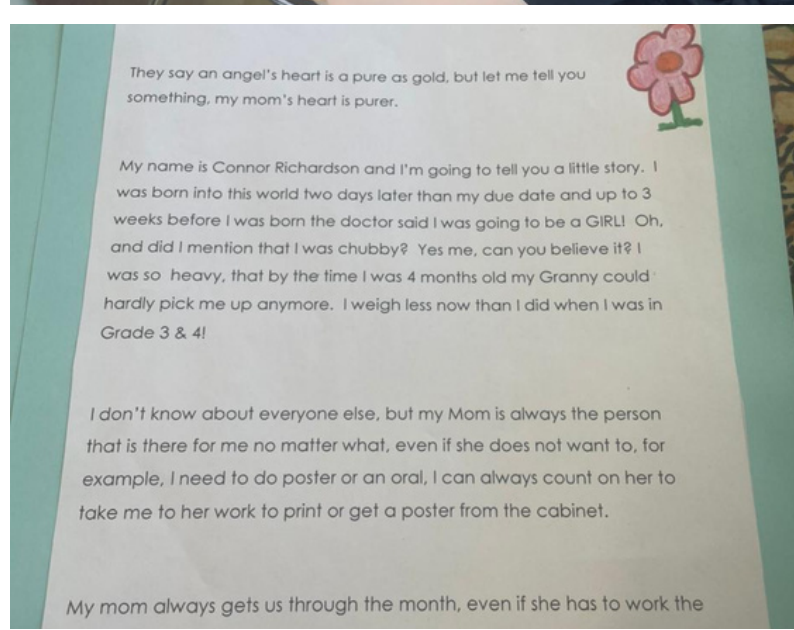 They say an angel's heart is a pure as gold, but let me tell you
something, my mom's heart is purer.
My name is Connor Richardson and I'm going to tell you a little story. I
was born into this world two days later than my due date and up to 3
weeks before I was born the doctor said I was going to be a GIRL! Oh,
and did I mention that I was chubby? Yes me, can you believe it? I
was so heavy, that by the time I was 4 months old my Granny could
hardly pick me up anymore. I weigh less now than I did when I was in
Grade 3 & 4!
I don't know about everyone else, but my Mom is always the person
that is there for me no matter what, even if she does not want to, for
example, I need to do poster or an oral, I can always count on her to
take me to her work to print or get a poster from the cabinet.
My mom always gets us through the month, even if she has to work the